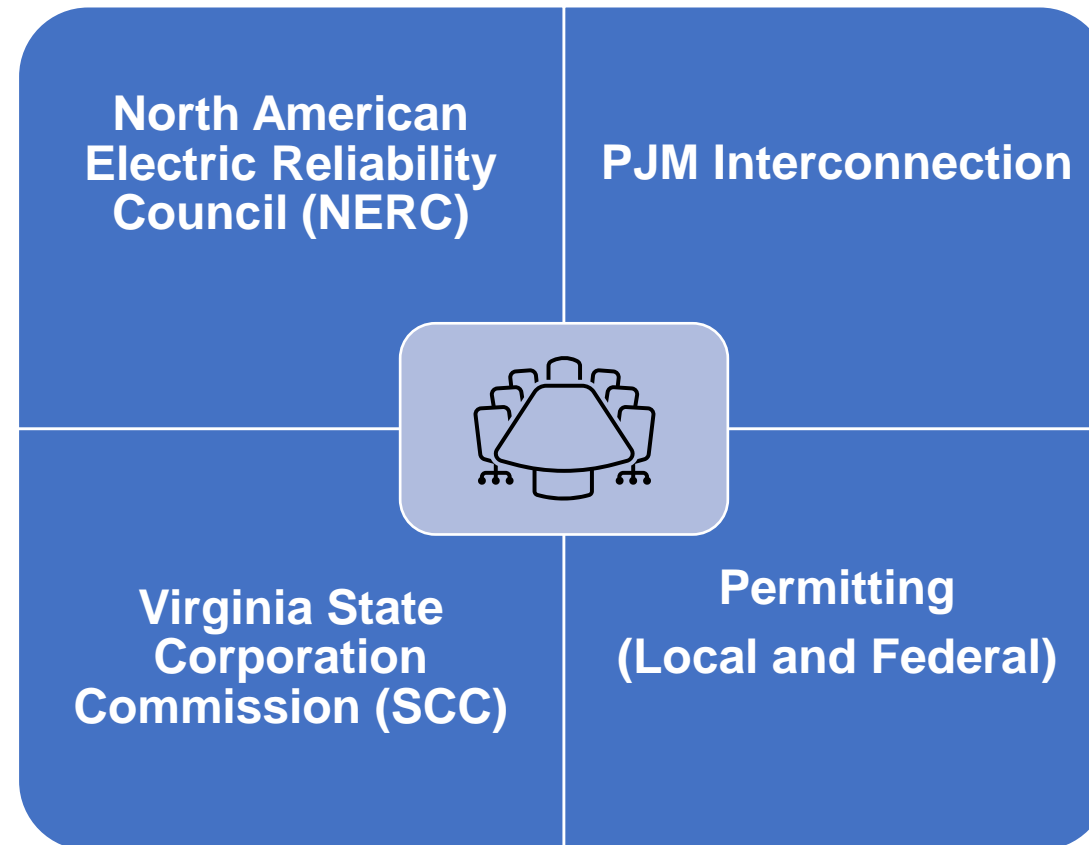 North American
Electric Reliability
Council (NERC)
PJM Interconnection
Virginia State
Corporation
Commission (SCC)
Permitting
(Local and Federal)